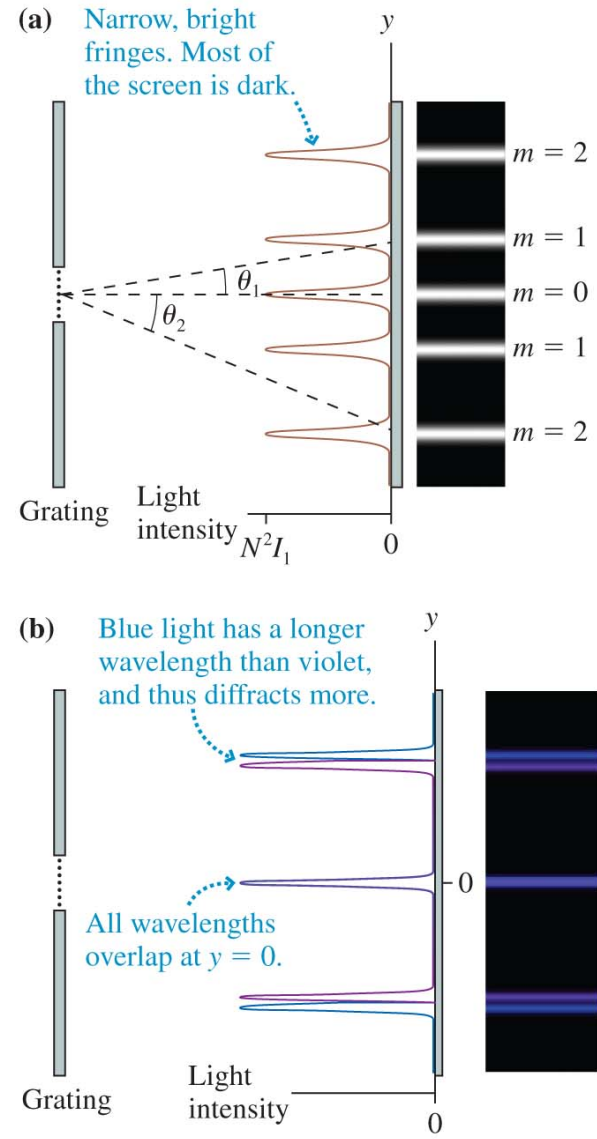 (a) Narrow, bright
fringes. Most of
the screen is dark.
y
m = 2
m = 1
θ₁
m = 0
θ₂
m = 1
m = 2
Grating
Light
intensity
N²I₁
0
(b) Blue light has a longer
wavelength than violet,
and thus diffracts more.
y
0
All wavelengths
overlap at y = 0.
Grating
Light
intensity
0